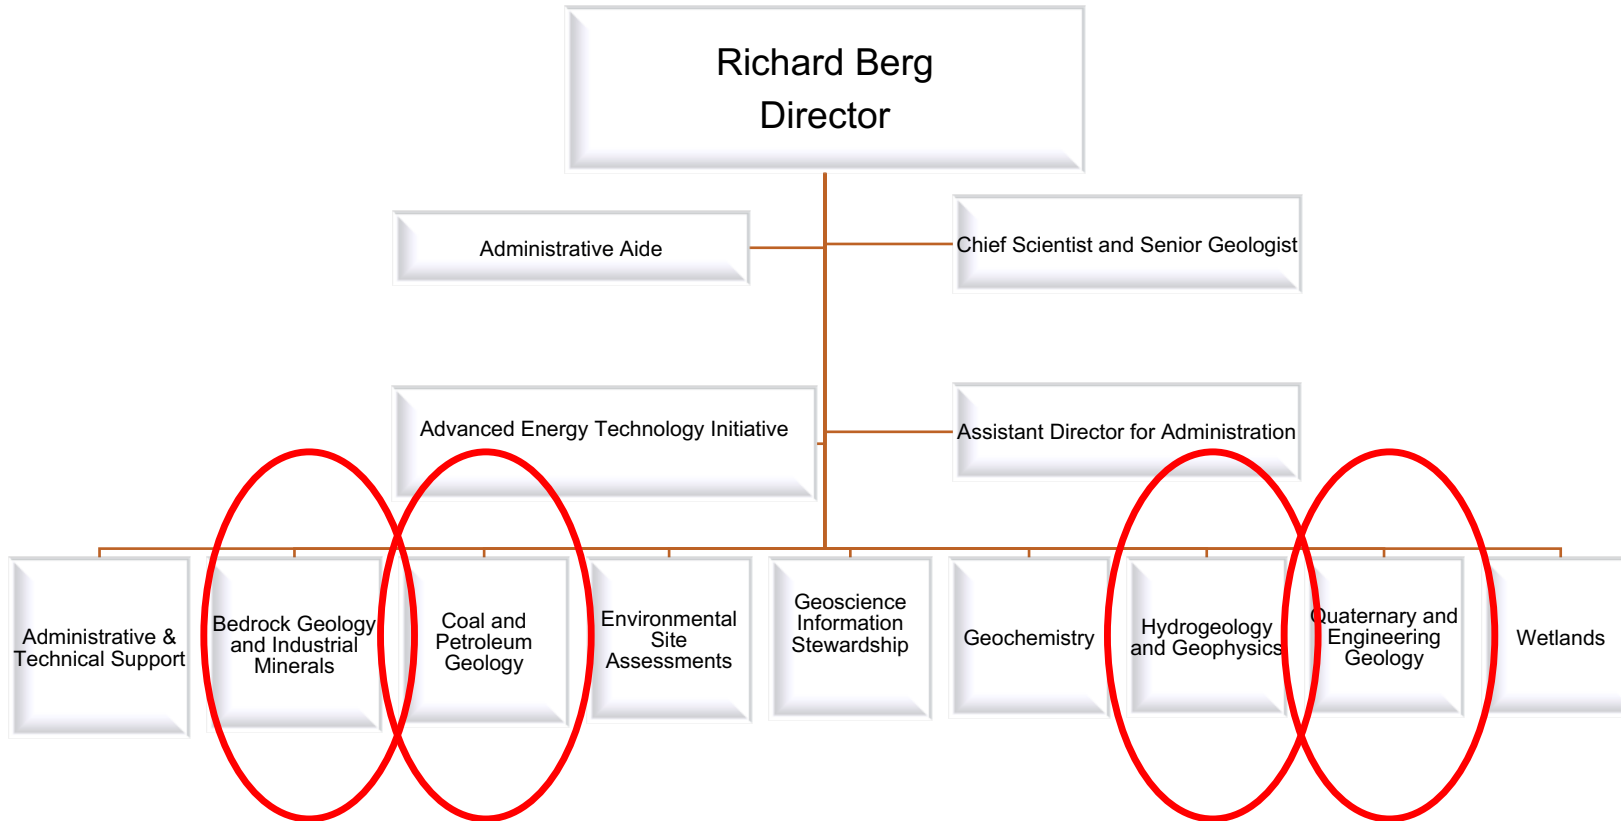 Richard Berg
Director
Administrative Aide
Chief Scientist and Senior Geologist
Advanced Energy Technology Initiative
Assistant Director for Administration
Administrative &
Technical Support
Bedrock Geology
and Industrial
Minerals
Coal and
Petroleum
Geology
Environmental
Site
Assessments
Geoscience
Information
Stewardship
Geochemistry
Hydrogeology
and Geophysics
Quaternary and
Engineering
Geology
Wetlands